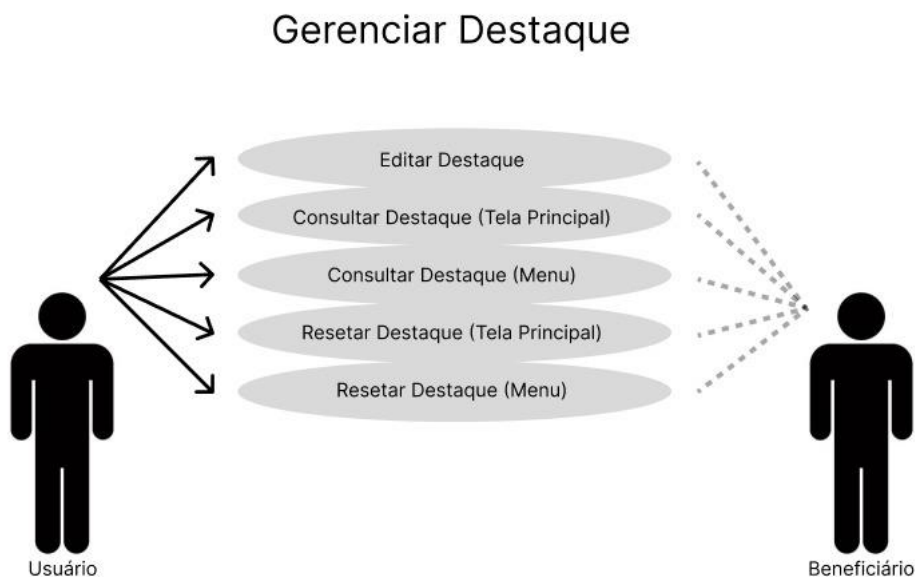 Gerenciar Destaque
Editar Destaque
Consultar Destaque (Tela Principal)
Consultar Destaque (Menu)
Resetar Destaque (Tela Principal)
Resetar Destaque (Menu)
Usuário
Beneficiário